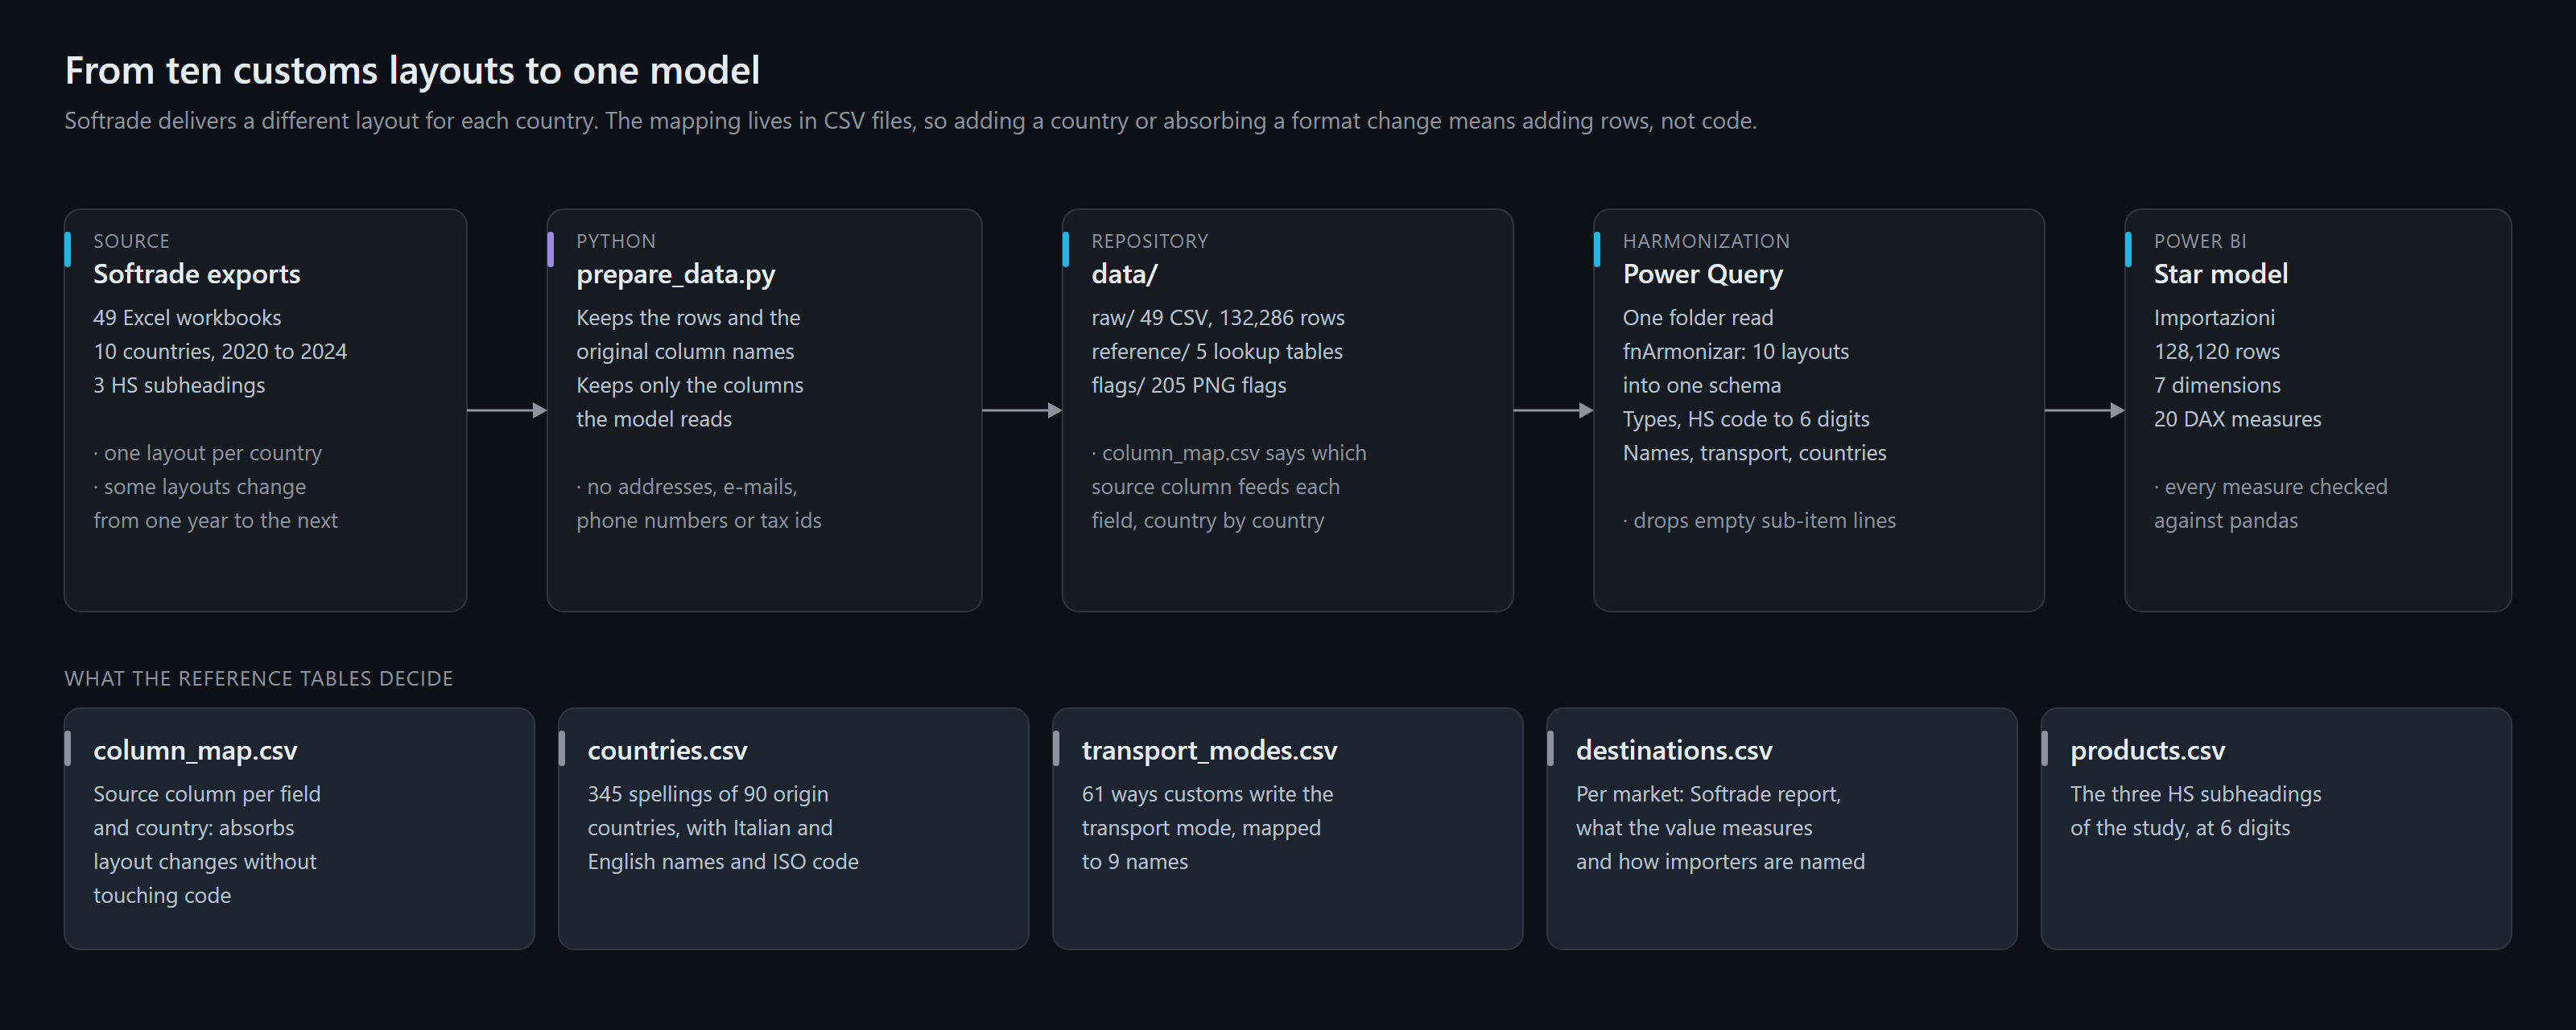 From ten customs layouts to one model
Softrade delivers a different layout for each country. The mapping lives in CSV files, so adding a country or absorbing a format change means adding rows, not code.
SOURCE
Softrade exports
49 Excel workbooks
10 countries, 2020 to 2024
3 HS subheadings
· one layout per country
· some layouts change
from one year to the next
PYTHON
prepare_data.py
Keeps the rows and the
original column names
Keeps only the columns
the model reads
· no addresses, e-mails,
phone numbers or tax ids
REPOSITORY
data/
raw/ 49 CSV, 132,286 rows
reference/ 5 lookup tables
flags/ 205 PNG flags
· column_map.csv says which
source column feeds each
field, country by country
HARMONIZATION
Power Query
One folder read
fnArmonizar: 10 layouts
into one schema
Types, HS code to 6 digits
Names, transport, countries
· drops empty sub-item lines
POWER BI
Star model
Importazioni
128,120 rows
7 dimensions
20 DAX measures
· every measure checked
against pandas
WHAT THE REFERENCE TABLES DECIDE
column_map.csv
Source column per field
and country: absorbs
layout changes without
touching code
countries.csv
345 spellings of 90 origin
countries, with Italian and
English names and ISO code
transport_modes.csv
61 ways customs write the
transport mode, mapped
to 9 names
destinations.csv
Per market: Softrade report,
what the value measures
and how importers are named
products.csv
The three HS subheadings
of the study, at 6 digits